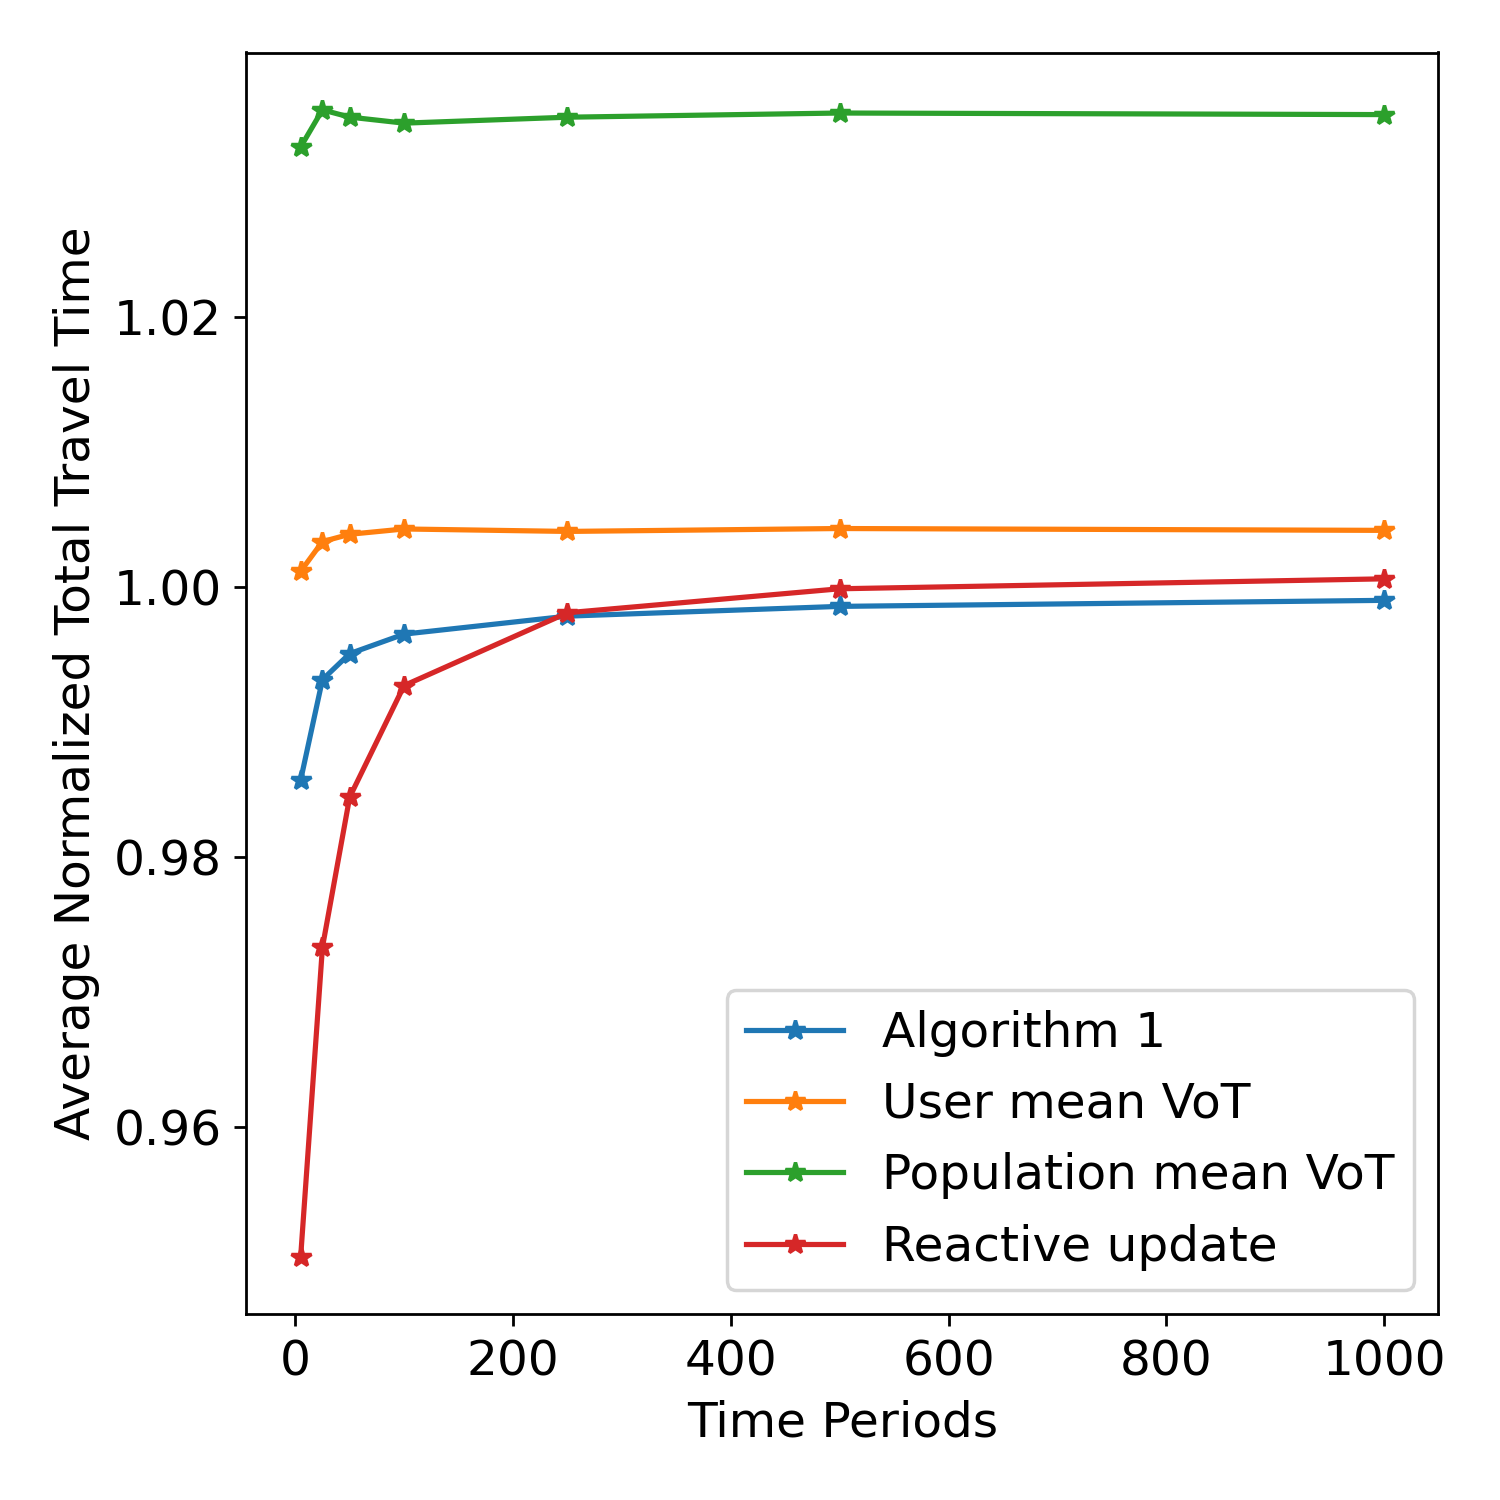 Average Normalized Total Travel Time
1.02
1.00
0.98
0.96
Algorithm 1
User mean VoT
Population mean VoT
Reactive update
0 200 400 600 800 1000
Time Periods